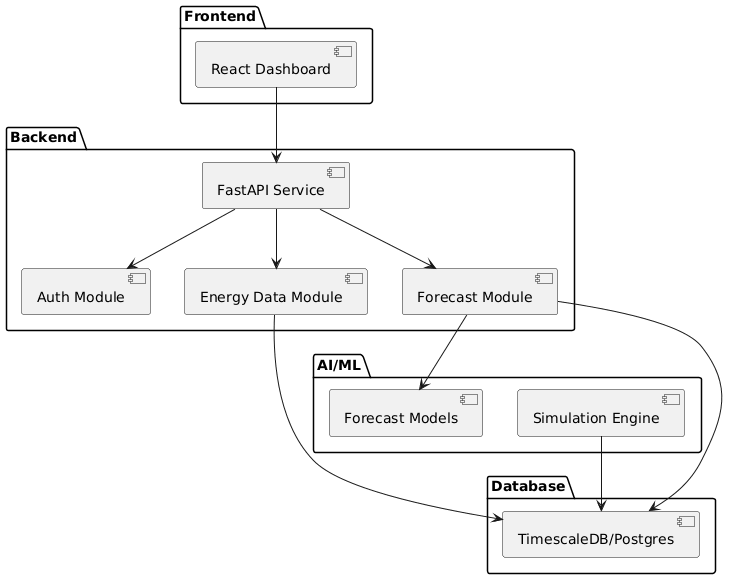 Frontend
React Dashboard
Backend
FastAPI Service
Auth Module
Energy Data Module
Forecast Module
AI/ML
Forecast Models
Simulation Engine
Database
TimescaleDB/Postgres